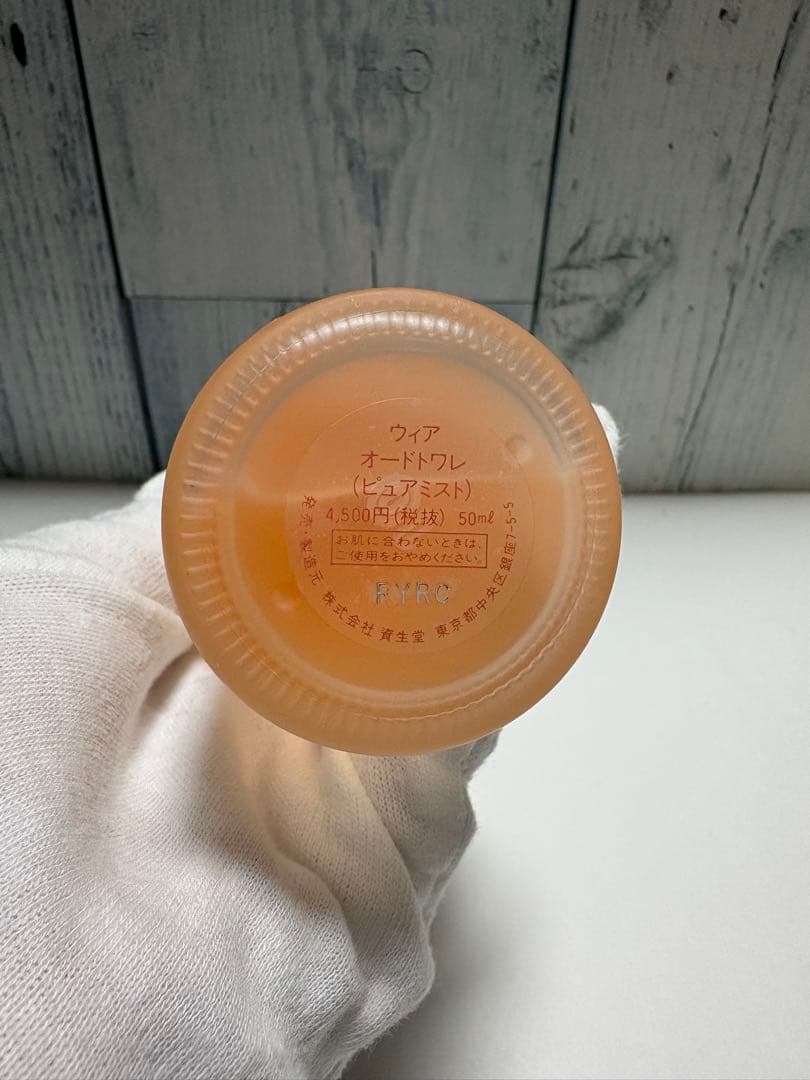 ウィア
オードトワレ
(ピュアミスト)
4,500円(税抜) 50ml
お肌に合わないときは、
ご使用をおやめください。
RYRC
発売・製造元 株式会社 資生堂 東京都中央区銀座7-5-5